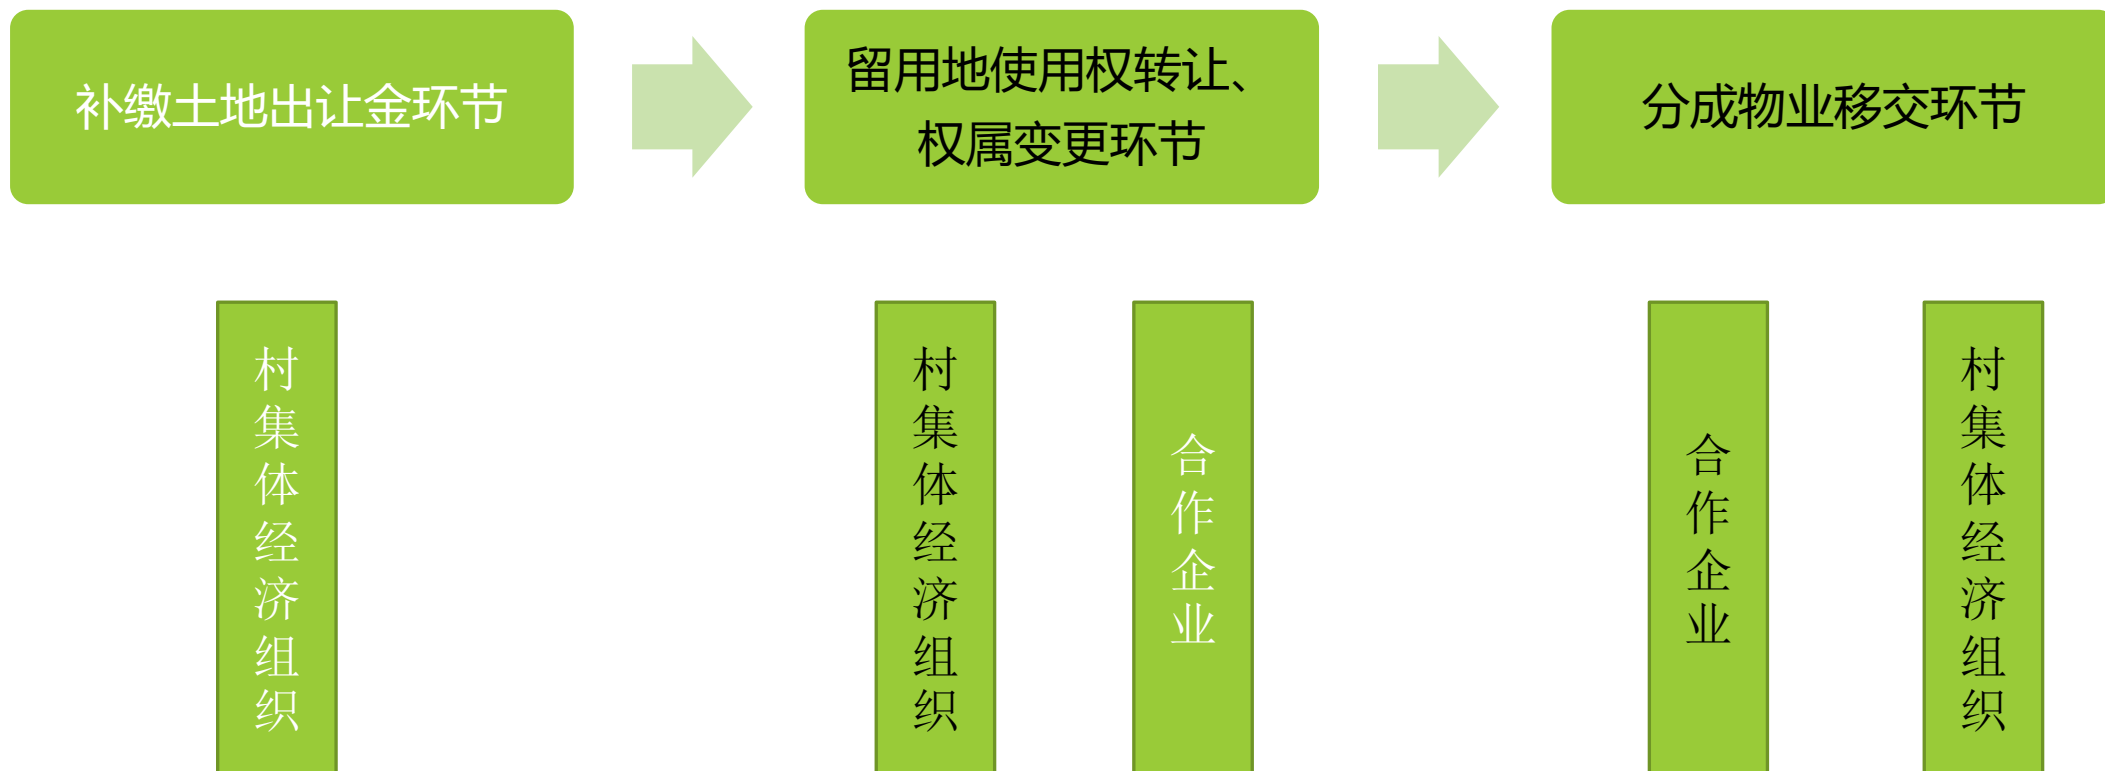 补缴土地出让金环节
留用地使用权转让、
权属变更环节
分成物业移交环节
村集体经济组织
村集体经济组织
合作企业
合作企业
村集体经济组织